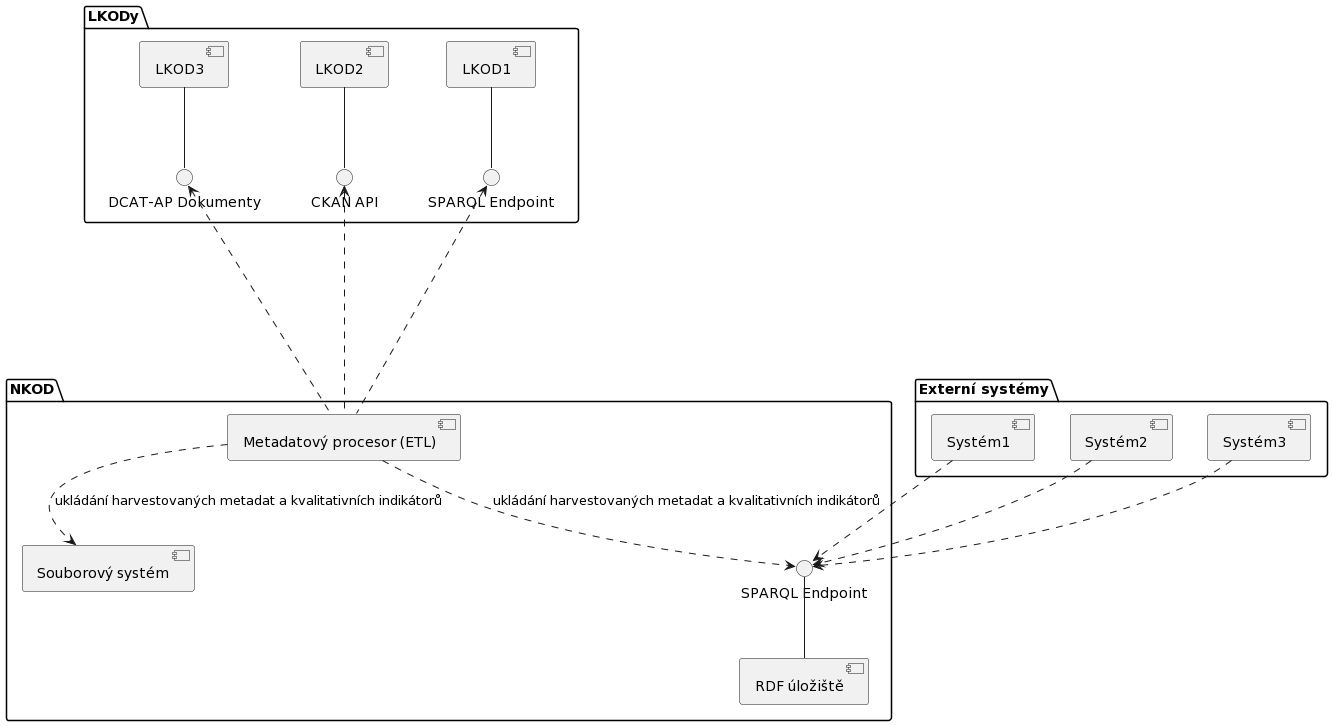 LKODy
LKOD3
LKOD2
LKOD1
DCAT-AP Dokumenty
CKAN API
SPARQL Endpoint
NKOD
Metadatový procesor (ETL)
ukládání harvestovaných metadat a kvalitativních indikátorů
ukládání harvestovaných metadat a kvalitativních indikátorů
Souborový systém
SPARQL Endpoint
RDF úložiště
Externí systémy
Systém1
Systém2
Systém3